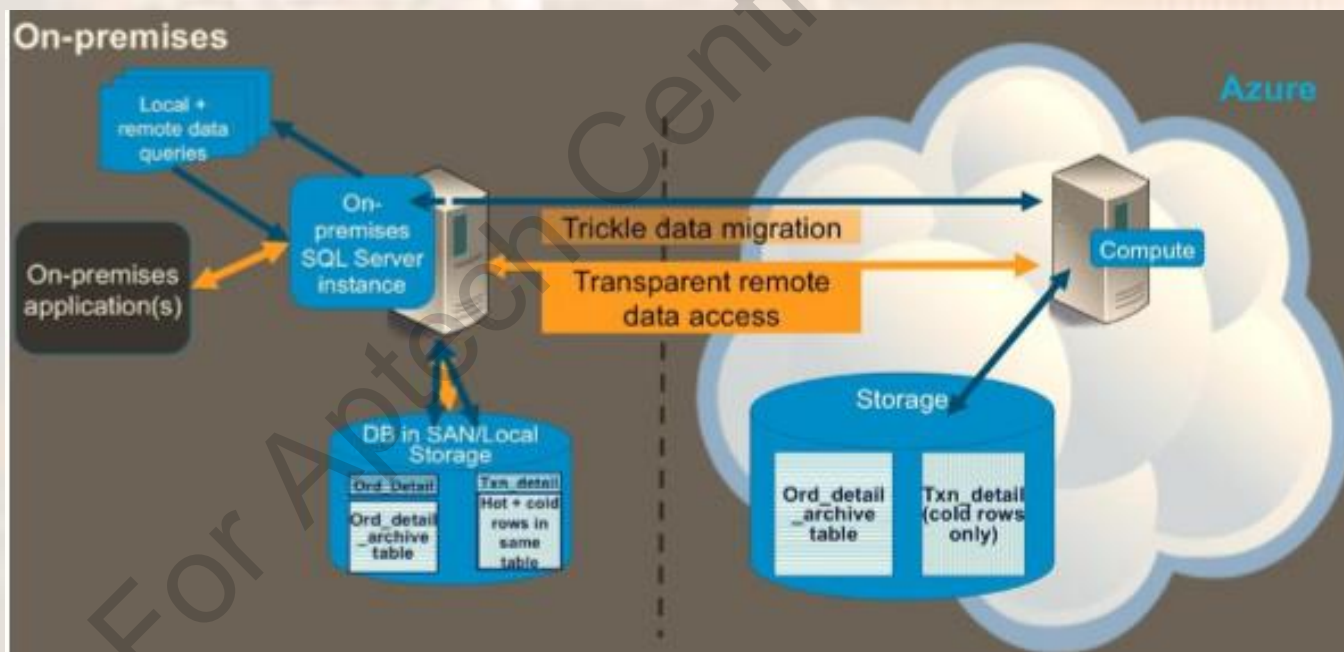 On-premises
Azure
Local +
remote data
queries
On-
premises
SQL Server
instance
On-premises
application(s)
Trickle data migration
Transparent remote
data access
Compute
DB in SAN/Local
Storage
Ord_Detail
Ord_detail
_archive
table
Txn_detail
Hot + cold
rows in
same
table
Storage
Ord_detail
_archive
table
Txn_detail
(cold rows
only)
For Aptech Cent